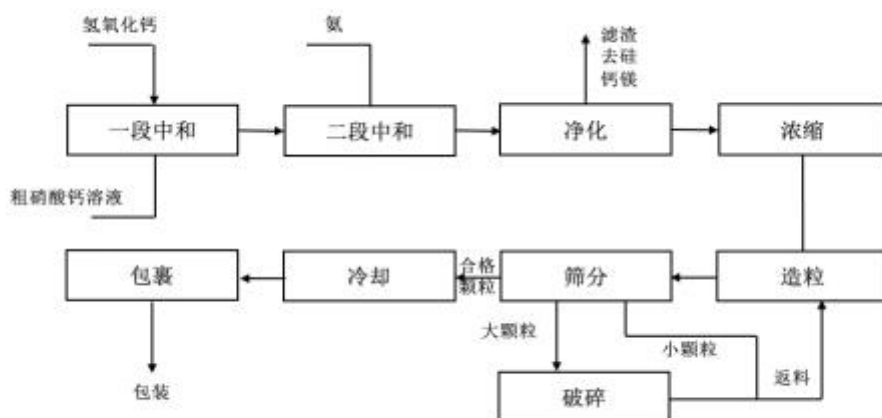 氢氧化钙
氨
滤渣
去硅
钙镁
一段中和
二段中和
净化
浓缩
粗硝酸钙溶液
包裹
冷却
合格
颗粒
筛分
造粒
大颗粒
小颗粒
返料
包装
破碎